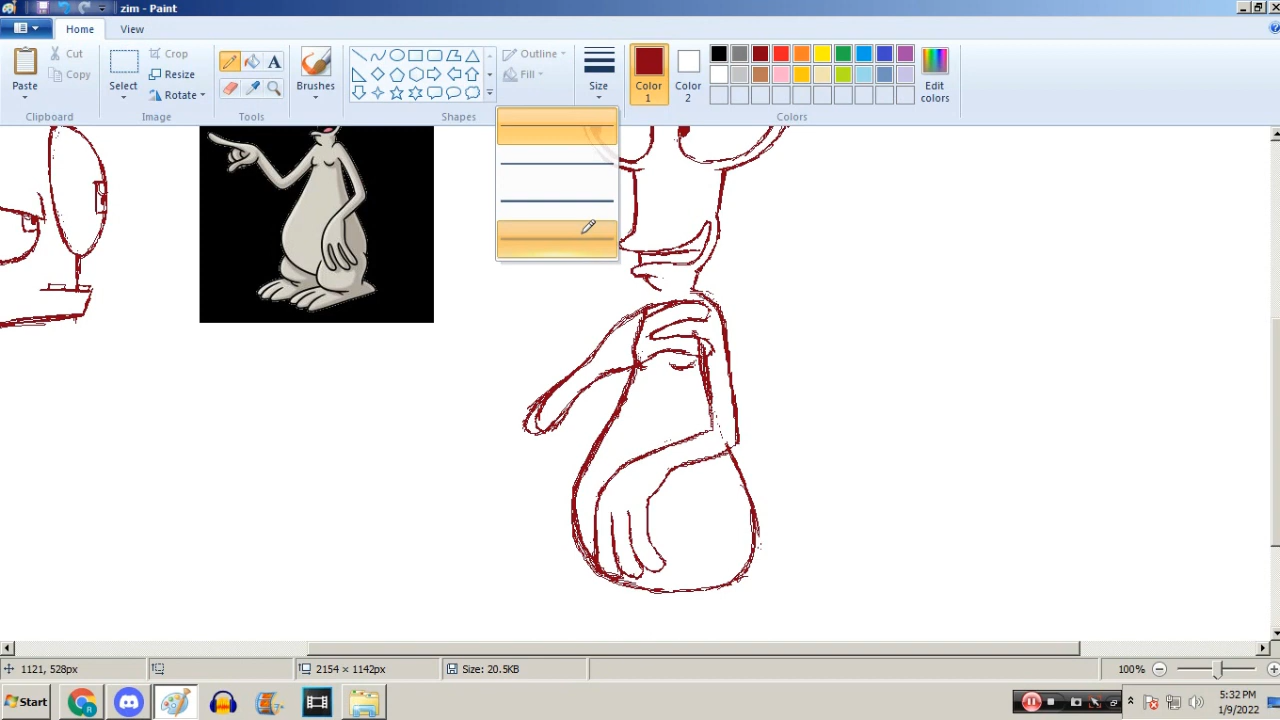 zim - Paint
Home View
Paste
Cut
Copy
Clipboard
Select
Crop
Resize
Rotate
Image
Tools
Brushes
Shapes
Outline
Fill
Size
Color 1
Color 2
Edit colors
Colors
1121, 528px
2154 × 1142px
Size: 20.5KB
100%
Start
5:32 PM
1/9/2022